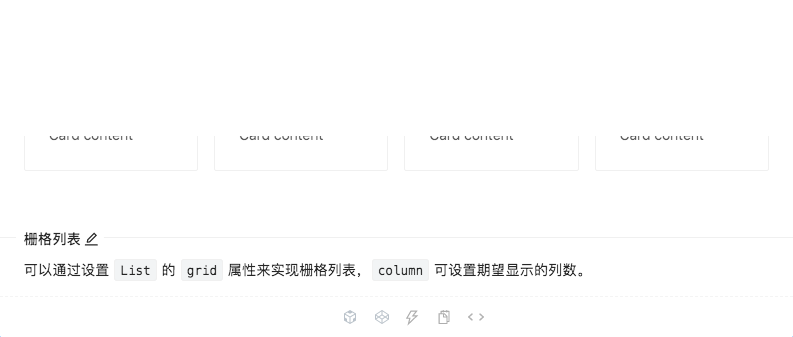 Card content Card content Card content Card content
栅格列表
可以通过设置 List 的 grid 属性来实现栅格列表，column 可设置期望显示的列数。